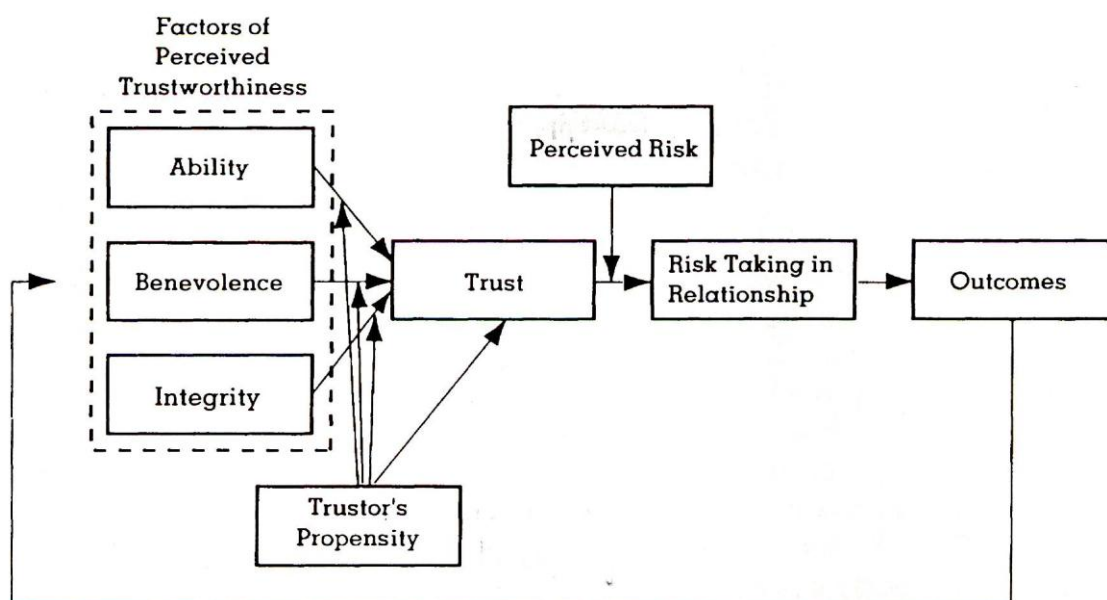 Factors of
Perceived
Trustworthiness
Ability
Perceived Risk
Benevolence
Trust
Risk Taking in
Relationship
Outcomes
Integrity
Trustor's
Propensity